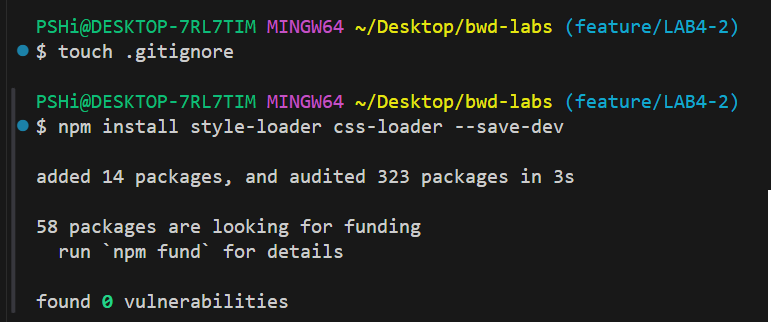 PSHi@DESKTOP-7RL7TIM MINGW64 ~/Desktop/bwd-labs (feature/LAB4-2)
$ touch .gitignore
PSHi@DESKTOP-7RL7TIM MINGW64 ~/Desktop/bwd-labs (feature/LAB4-2)
$ npm install style-loader css-loader --save-dev
added 14 packages, and audited 323 packages in 3s
58 packages are looking for funding
  run `npm fund` for details
found 0 vulnerabilities